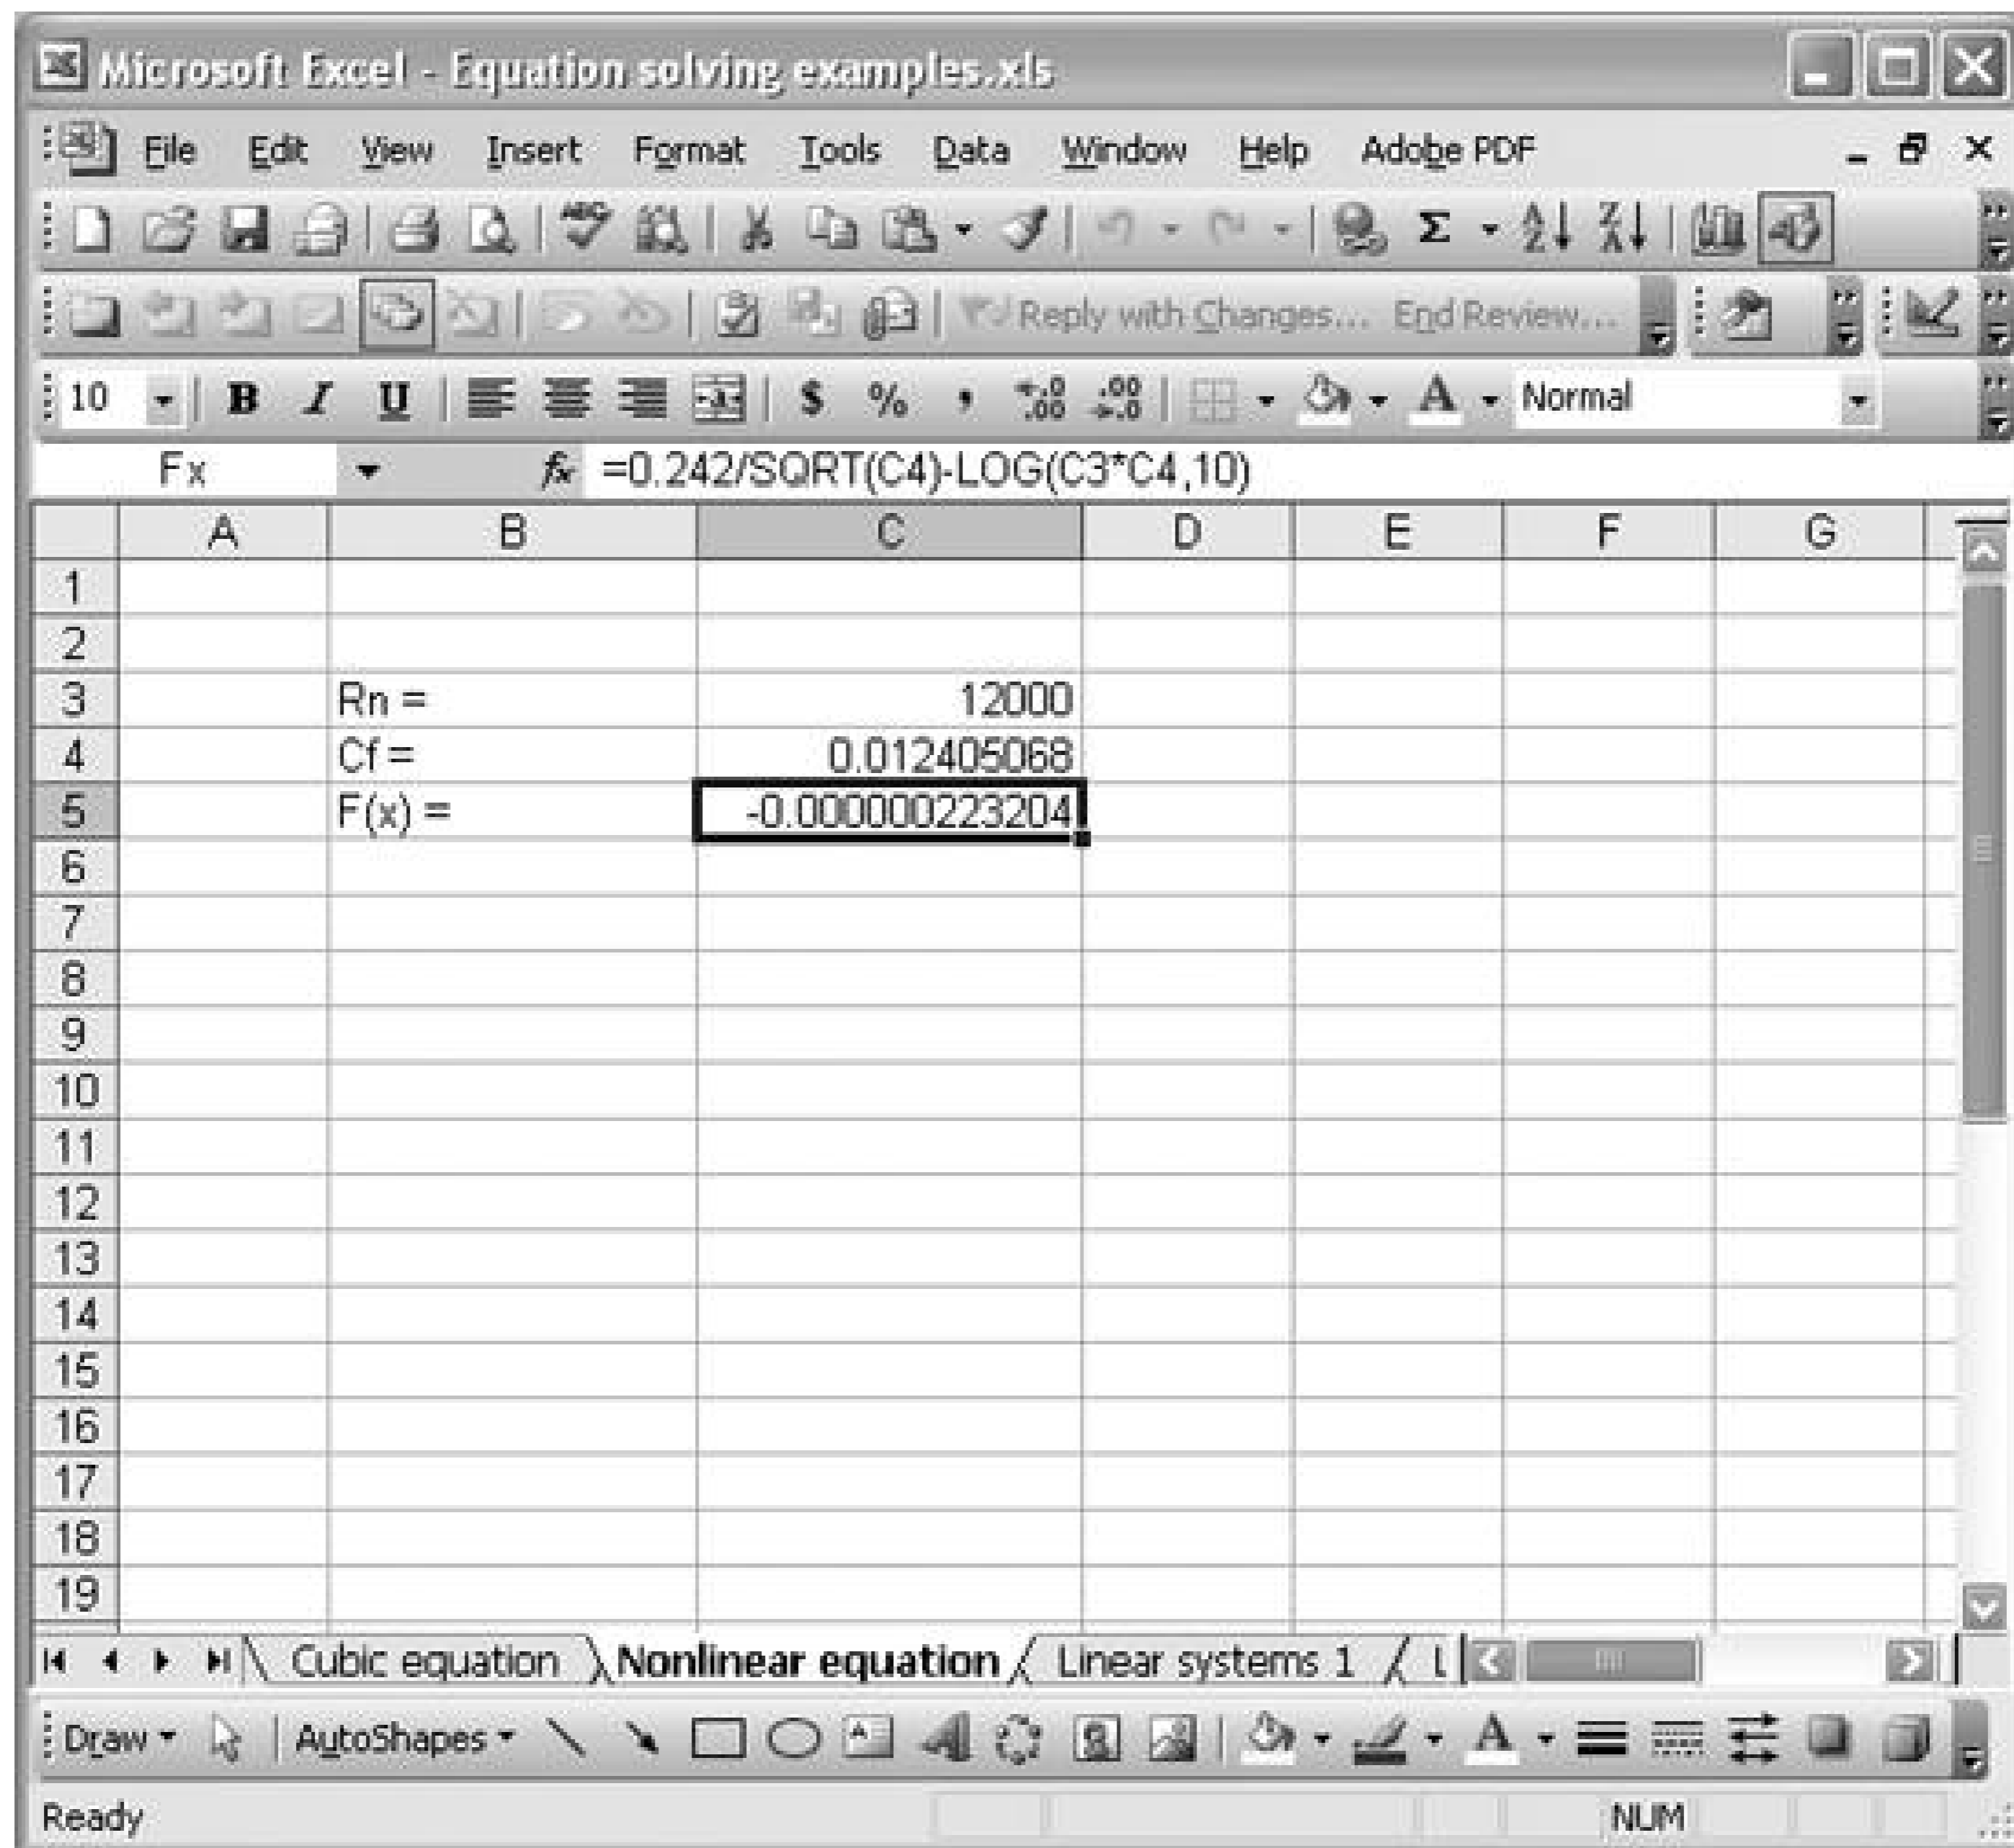 Microsoft Excel - Equation solving examples.xls
File Edit View Insert Format Tools Data Window Help Adobe PDF
Reply with Changes... End Review...
10 B I U $ % , Normal
Fx fx =0.242/SQRT(C4)-LOG(C3*C4,10)
A B C D E F G
1
2
3 Rn = 12000
4 Cf = 0.012405068
5 F(x) = -0.000000223204
6
7
8
9
10
11
12
13
14
15
16
17
18
19
Cubic equation Nonlinear equation Linear systems 1 L
Draw AutoShapes
Ready NUM